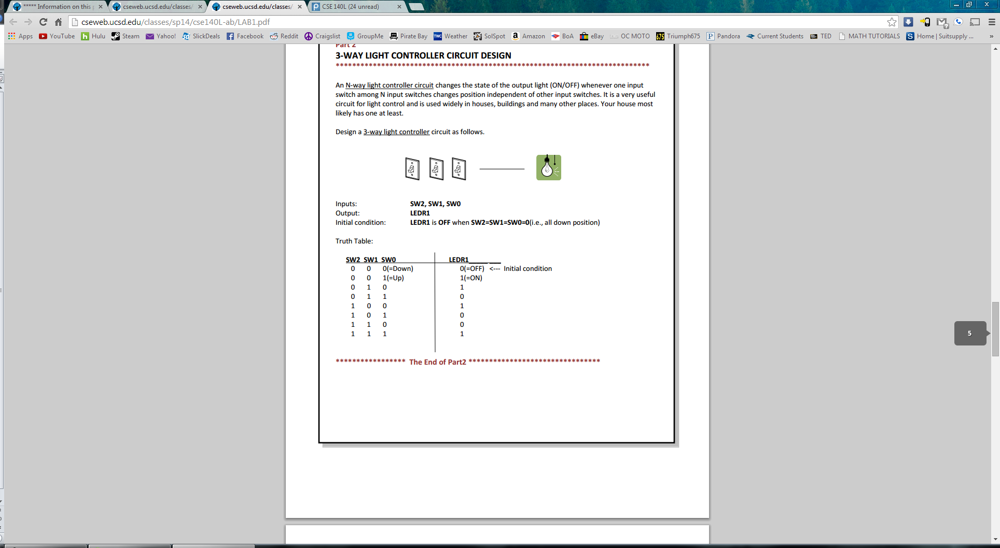 ***** Information on this
cseweb.ucsd.edu/classes/
cseweb.ucsd.edu/classes/
CSE 140L (24 unread)
cseweb.ucsd.edu/classes/sp14/cse140L-ab/LAB1.pdf
Apps YouTube Hulu Steam Yahoo! SlickDeals Facebook Reddit Craigslist GroupMe Pirate Bay Weather SolSpot Amazon BoA eBay OC MOTO Triumph675 Pandora Current Students TED MATH TUTORIALS Home | Suitsupply ... »
Part 2
3-WAY LIGHT CONTROLLER CIRCUIT DESIGN
An N-way light controller circuit changes the state of the output light (ON/OFF) whenever one input
switch among N input switches changes position independent of other input switches. It is a very useful
circuit for light control and is used widely in houses, buildings and many other places. Your house most
likely has one at least.
Design a 3-way light controller circuit as follows.
Inputs: SW2, SW1, SW0
Output: LEDR1
Initial condition: LEDR1 is OFF when SW2=SW1=SW0=0(i.e., all down position)
Truth Table:
SW2 SW1 SW0 LEDR1
0 0 0(=Down) 0(=OFF) <--- Initial condition
0 0 1(=Up) 1(=ON)
0 1 0 1
0 1 1 0
1 0 0 1
1 0 1 0
1 1 0 0
1 1 1 1
***************** The End of Part2 ********************************
5